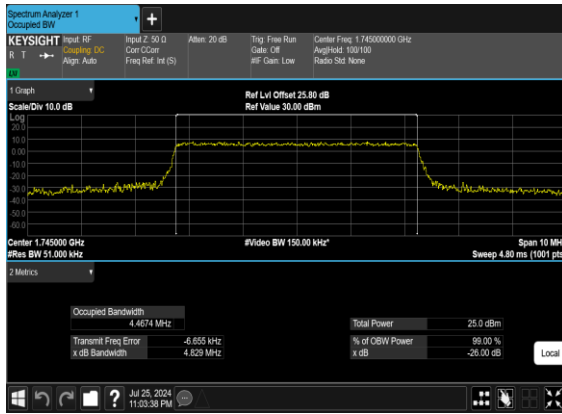 Spectrum Analyzer 1
Occupied BW
+
KEYSIGHT Input: RF Input Z: 50 Ω Atten: 20 dB Trig: Free Run Center Freq: 1.745000000 GHz
R T Coupling: DC Corr CCorr Gate: Off Avg|Hold: 100/100
Align: Auto Freq Ref: Int (S) #IF Gain: Low Radio Std: None
1 Graph
Ref Lvl Offset 25.80 dB
Scale/Div 10.0 dB Ref Value 30.00 dBm
Log
20.0
10.0
0.00
-10.0
-20.0
-30.0
-40.0
-50.0
-60.0
Center 1.745000 GHz #Video BW 150.00 kHz* Span 10 MH
#Res BW 51.000 kHz Sweep 4.80 ms (1001 pts
2 Metrics
Occupied Bandwidth
4.4674 MHz Total Power 25.0 dBm
Transmit Freq Error -6.655 kHz % of OBW Power 99.00 %
x dB Bandwidth 4.829 MHz x dB -26.00 dB
Local
? Jul 25, 2024
11:03:38 PM